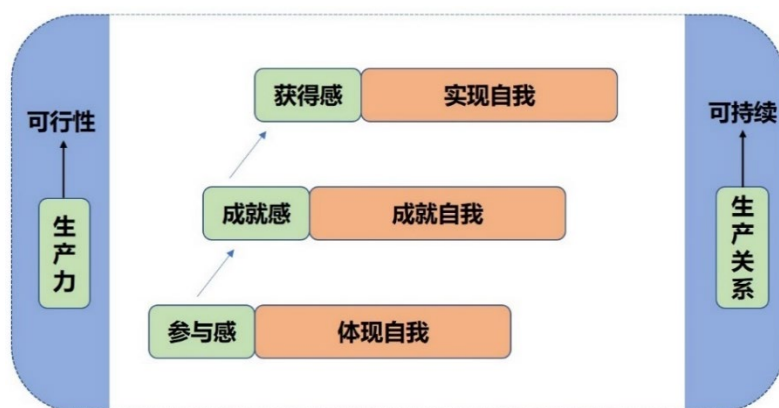 获得感 实现自我
可行性
可持续
成就感 成就自我
生产力
生产关系
参与感 体现自我